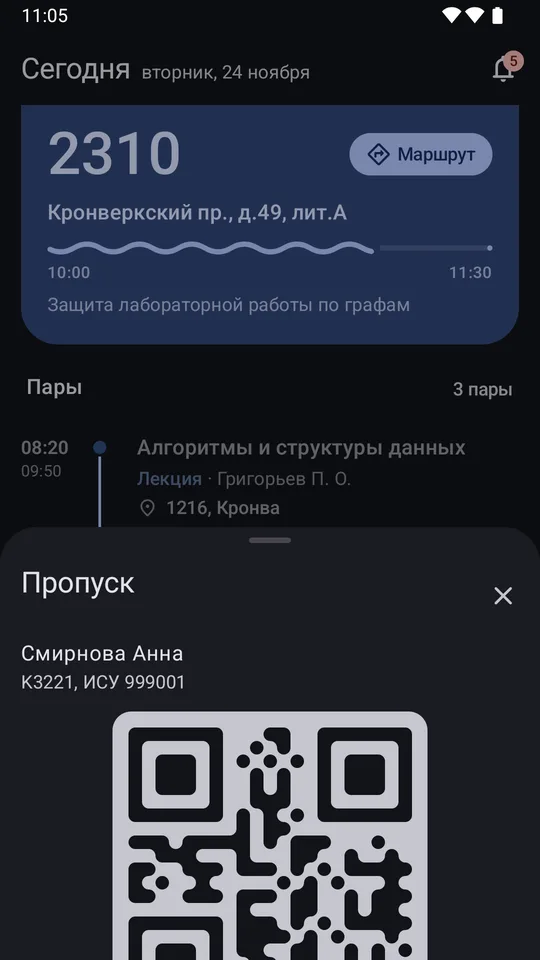 11:05
Сегодня вторник, 24 ноября
5
2310
Маршрут
Кронверкский пр., д.49, лит.А
10:00
11:30
Защита лабораторной работы по графам
Пары
3 пары
08:20
Алгоритмы и структуры данных
09:50
Лекция · Григорьев П. О.
1216, Кронва
Пропуск
Смирнова Анна
K3221, ИСУ 999001